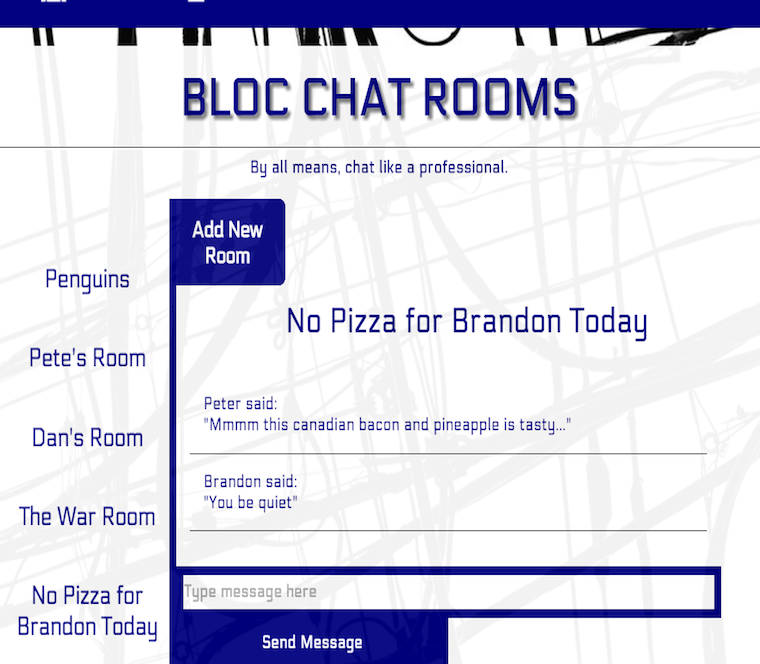 BLOC CHAT ROOMS
By all means, chat like a professional.
Add New
Room
Penguins
Pete's Room
Dan's Room
The War Room
No Pizza for
Brandon Today
No Pizza for Brandon Today
Peter said:
"Mmmm this canadian bacon and pineapple is tasty..."
Brandon said:
"You be quiet"
Type message here
Send Message